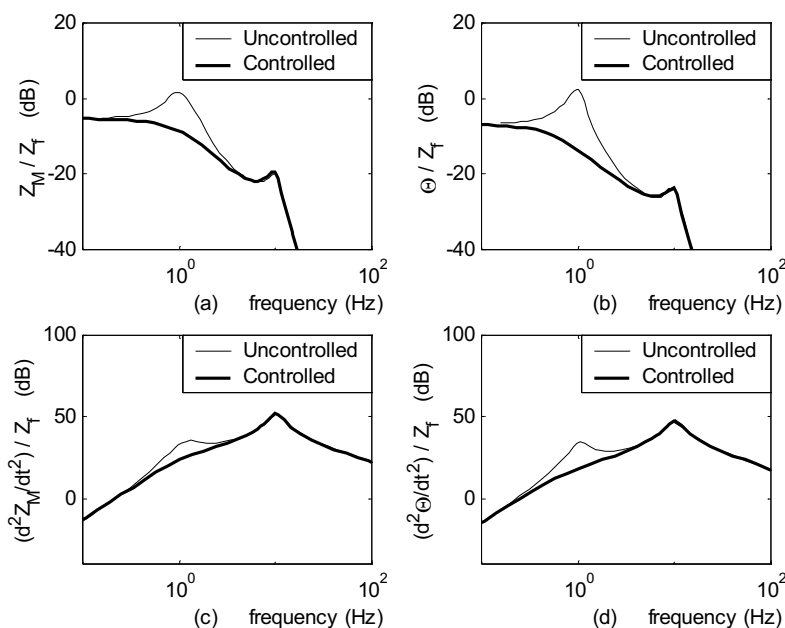 20
0
-20
-40
Z_M / Z_f (dB)
Uncontrolled
Controlled
10^0
10^2
(a) frequency (Hz)
20
0
-20
-40
Θ / Z_f (dB)
Uncontrolled
Controlled
10^0
10^2
(b) frequency (Hz)
100
50
0
(d^2Z_M/dt^2) / Z_f (dB)
Uncontrolled
Controlled
10^0
10^2
(c) frequency (Hz)
100
50
0
(d^2Θ/dt^2) / Z_f (dB)
Uncontrolled
Controlled
10^0
10^2
(d) frequency (Hz)